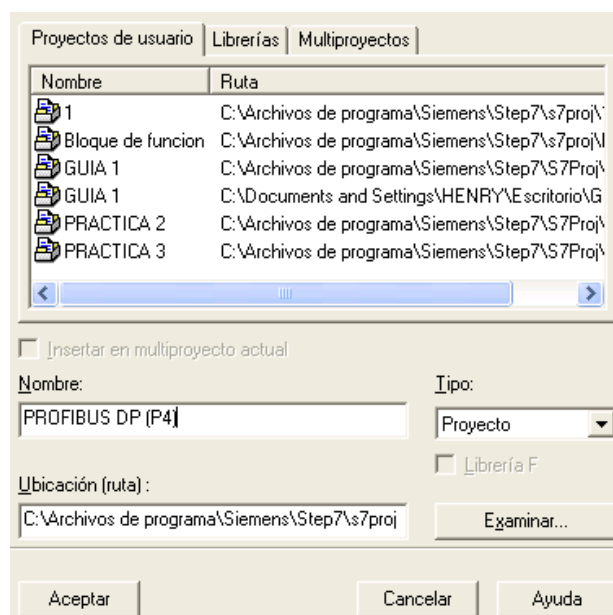 Proyectos de usuario Librerías Multiproyectos
Nombre Ruta
1 C:\Archivos de programa\Siemens\Step7\s7proj\
Bloque de funcion C:\Archivos de programa\Siemens\Step7\s7proj\
GUIA 1 C:\Archivos de programa\Siemens\Step7\S7Proj\
GUIA 1 C:\Documents and Settings\HENRY\Escritorio\G
PRACTICA 2 C:\Archivos de programa\Siemens\Step7\S7Proj\
PRACTICA 3 C:\Archivos de programa\Siemens\Step7\S7Proj\
Insertar en multiproyecto actual
Nombre: Tipo:
PROFIBUS DP (P4) Proyecto
Librería F
Ubicación (ruta) :
C:\Archivos de programa\Siemens\Step7\s7proj Examinar...
Aceptar Cancelar Ayuda